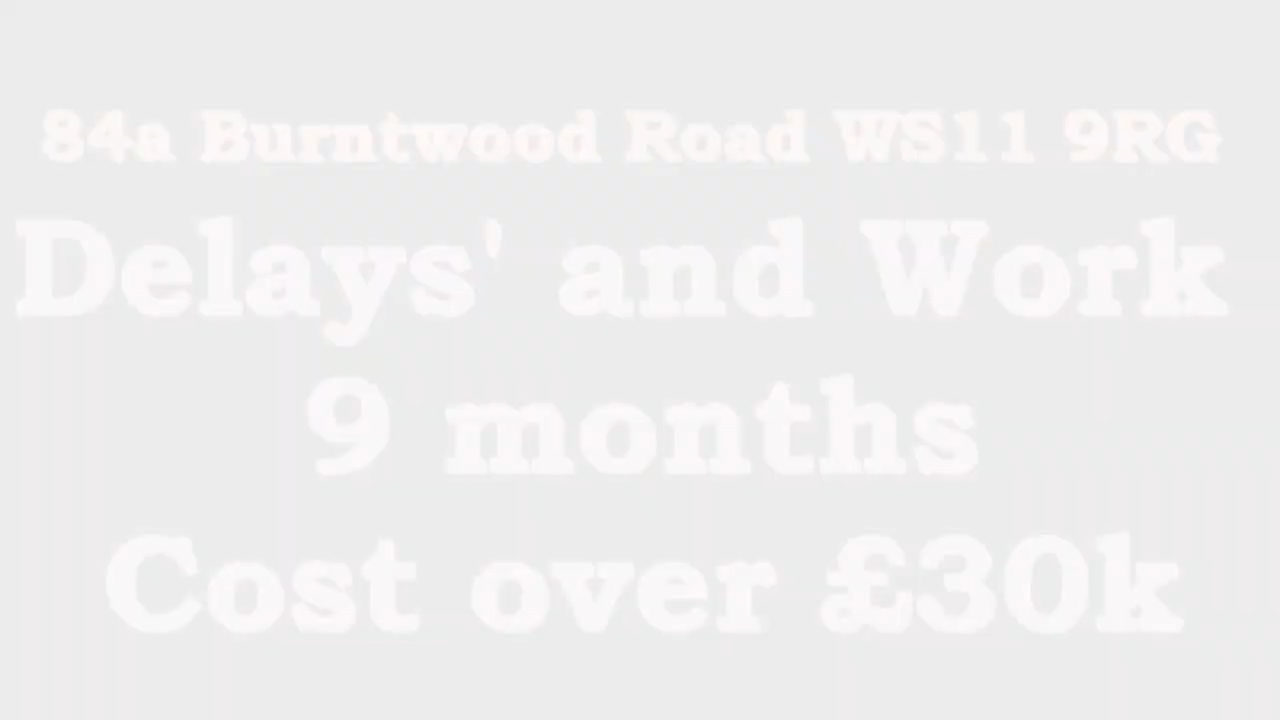 84a Burntwood Road WS11 9RG
Delays' and Work
9 months
Cost over £30k